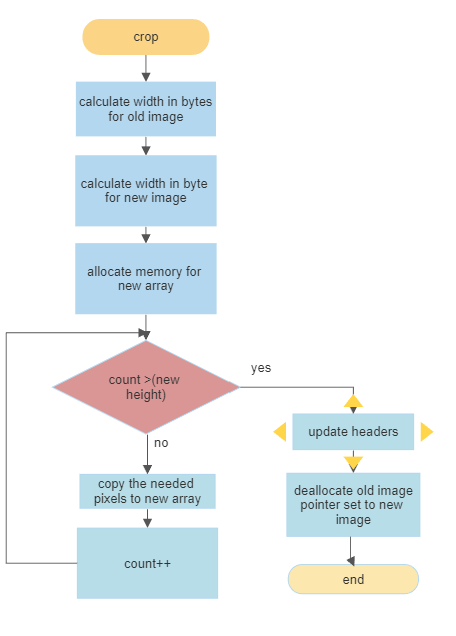 crop
calculate width in bytes
for old image
calculate width in byte
for new image
allocate memory for
new array
count >(new
height)
yes
no
update headers
copy the needed
pixels to new array
deallocate old image
pointer set to new
image
count++
end